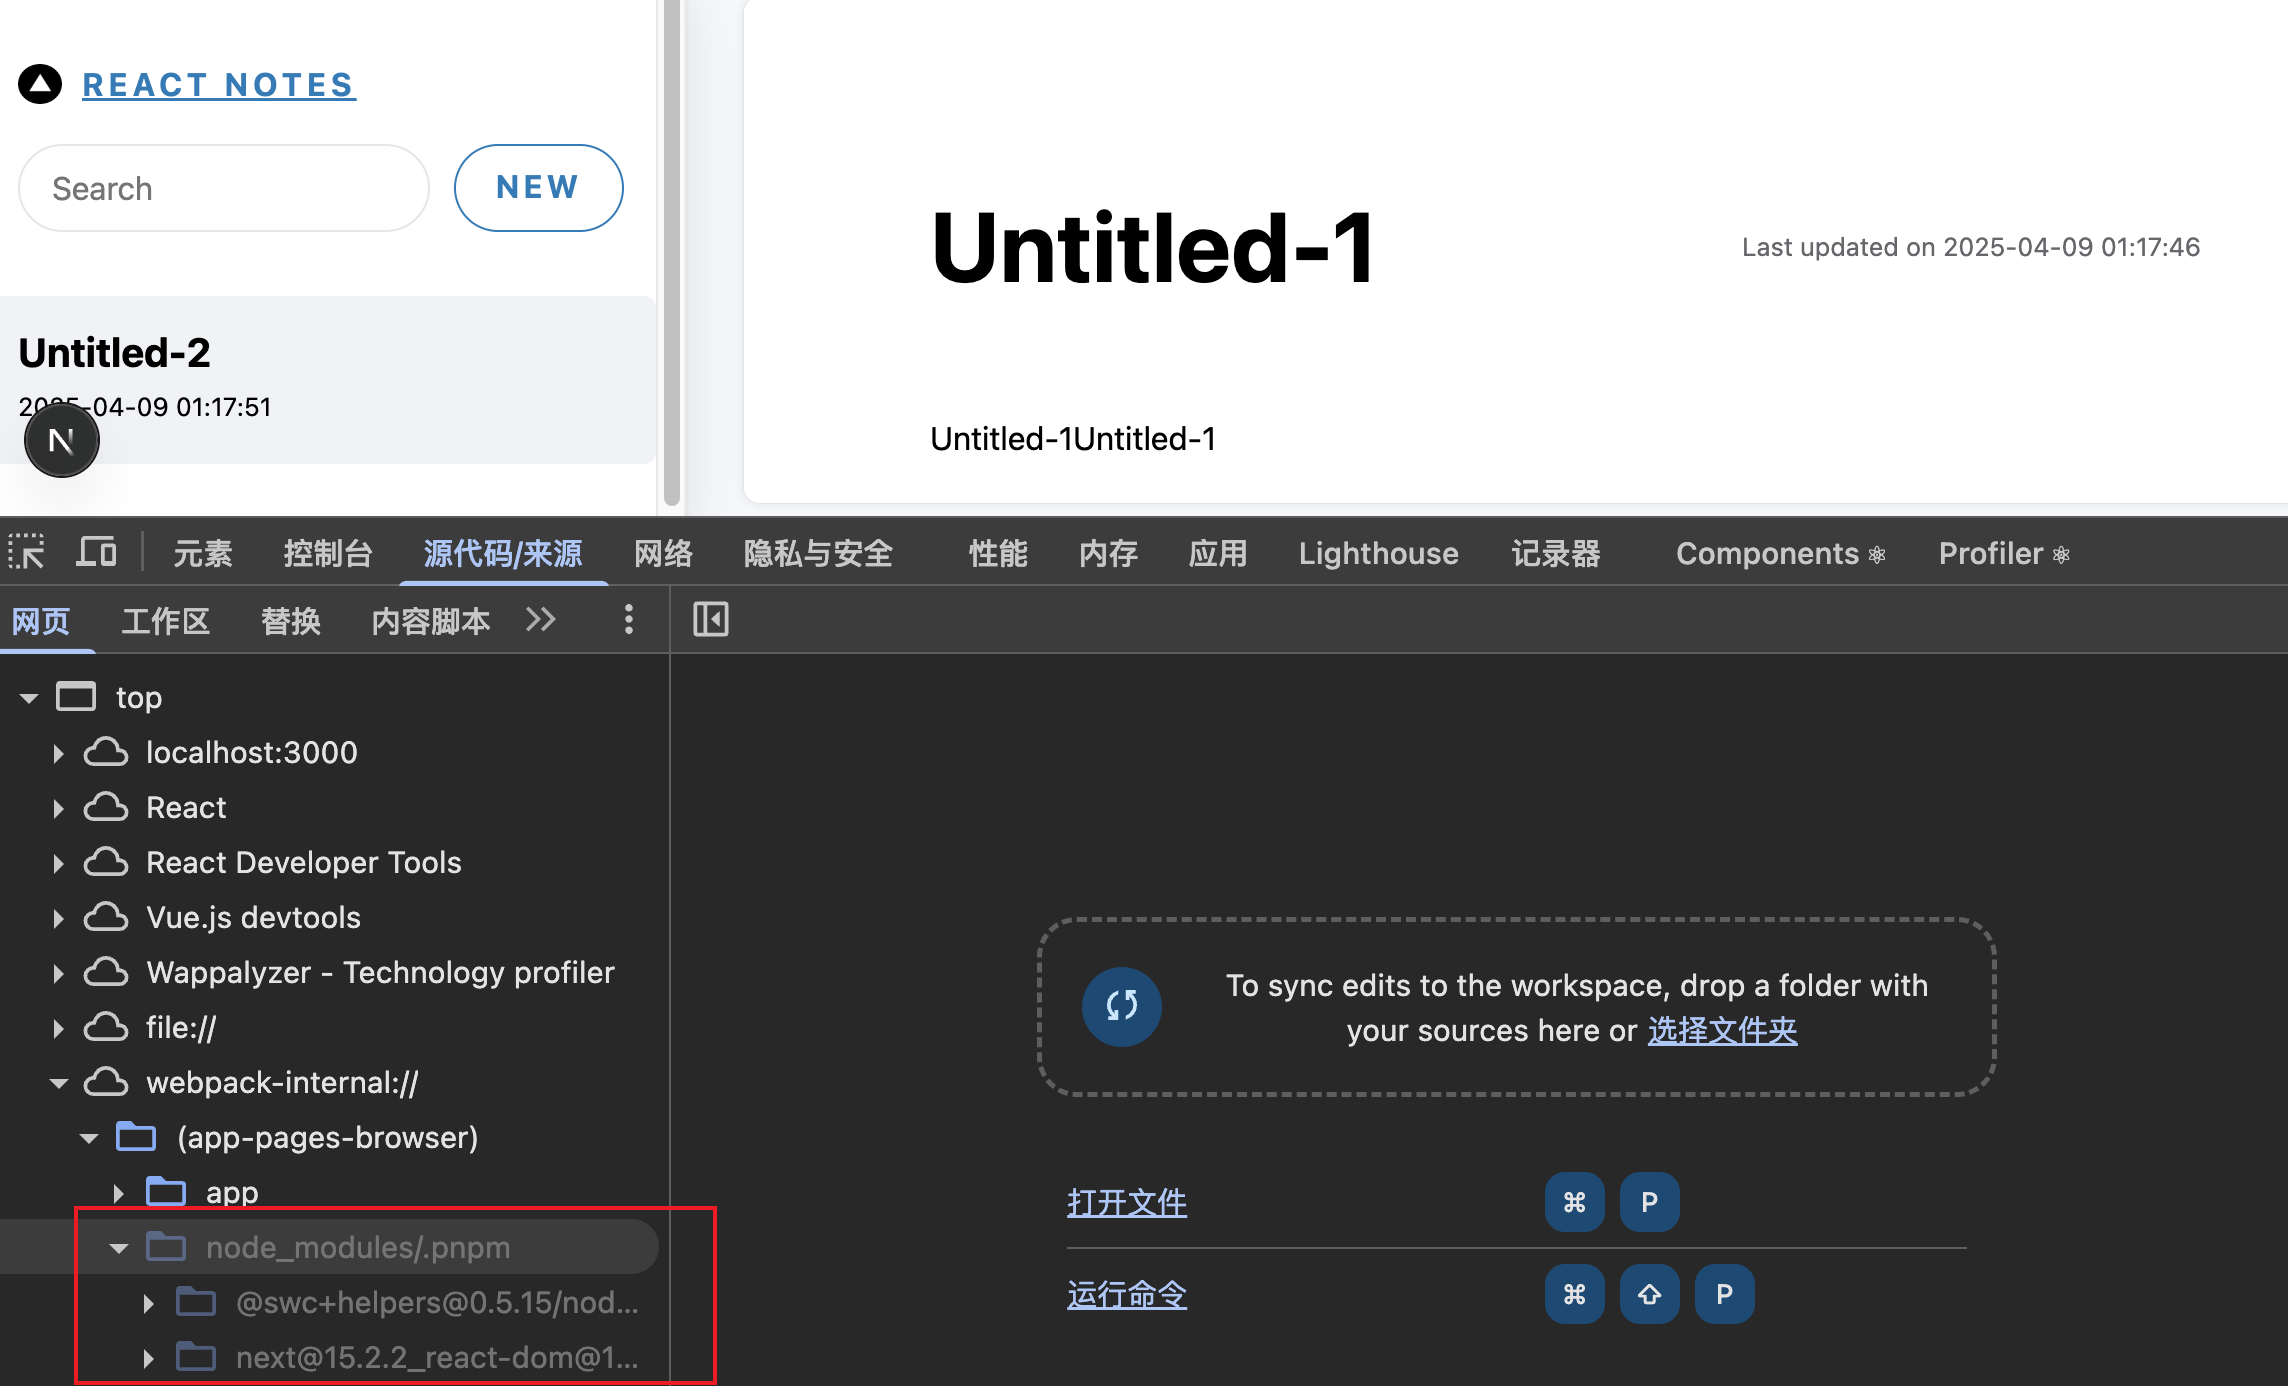 REACT NOTES
Search
NEW
Untitled-2
2025-04-09 01:17:51
N
Untitled-1
Last updated on 2025-04-09 01:17:46
Untitled-1Untitled-1
元素 控制台 源代码/来源 网络 隐私与安全 性能 内存 应用 Lighthouse 记录器 Components ⚛ Profiler ⚛
网页 工作区 替换 内容脚本
top
localhost:3000
React
React Developer Tools
Vue.js devtools
Wappalyzer - Technology profiler
file://
webpack-internal://
(app-pages-browser)
app
node_modules/.pnpm
@swc+helpers@0.5.15/nod...
next@15.2.2_react-dom@1...
To sync edits to the workspace, drop a folder with
your sources here or 选择文件夹
打开文件 ⌘ P
运行命令 ⌘ ⇧ P